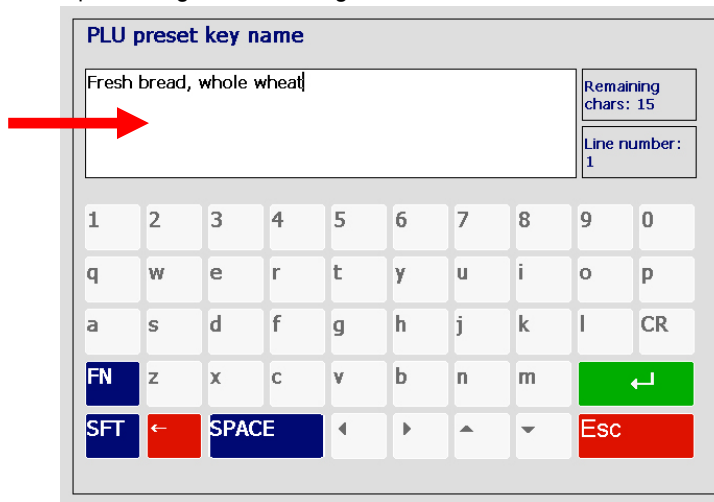 PLU preset key name
Fresh bread, whole wheat
Remaining
chars: 15
Line number:
1
1 2 3 4 5 6 7 8 9 0
q w e r t y u i o p
a s d f g h j k l CR
FN z x c v b n m
SFT ← SPACE Esc